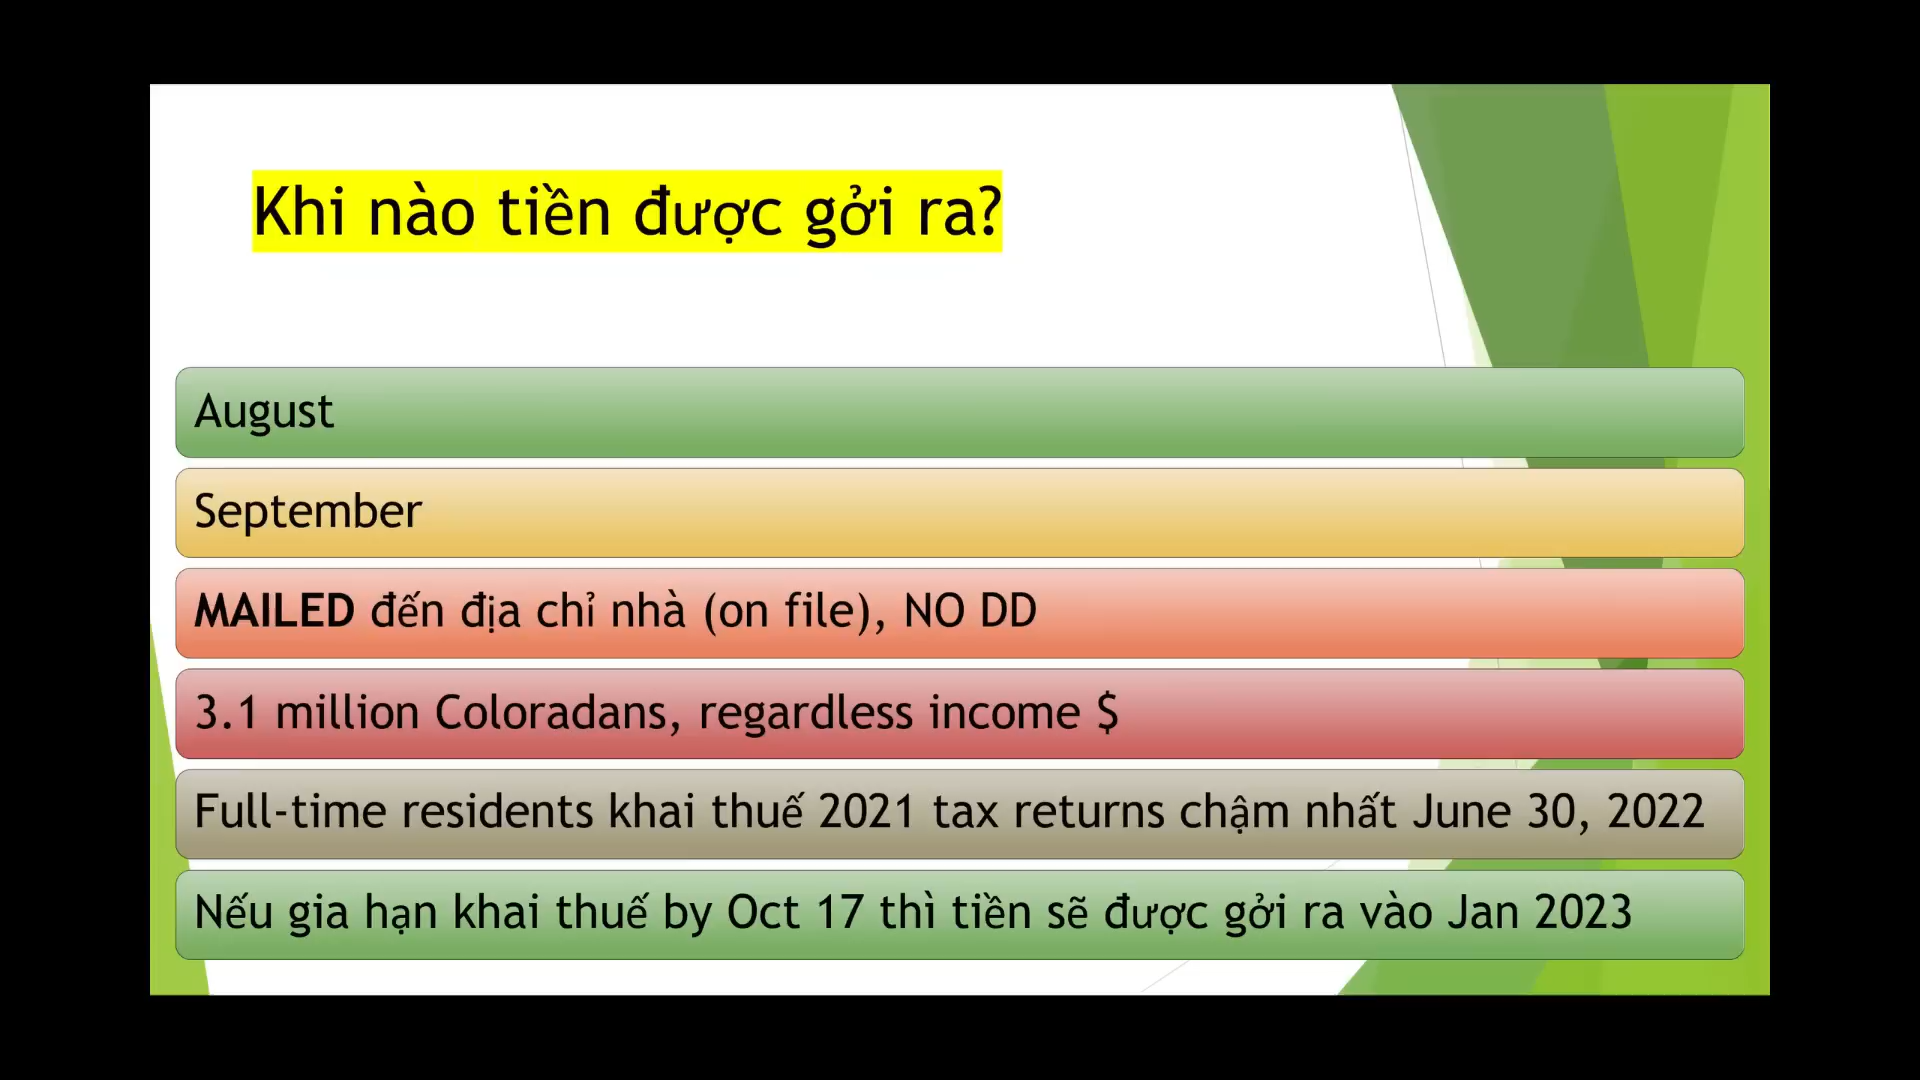 Khi nào tiền được gởi ra?
August
September
MAILED đến địa chỉ nhà (on file), NO DD
3.1 million Coloradans, regardless income $
Full-time residents khai thuế 2021 tax returns chậm nhất June 30, 2022
Nếu gia hạn khai thuế by Oct 17 thì tiền sẽ được gởi ra vào Jan 2023